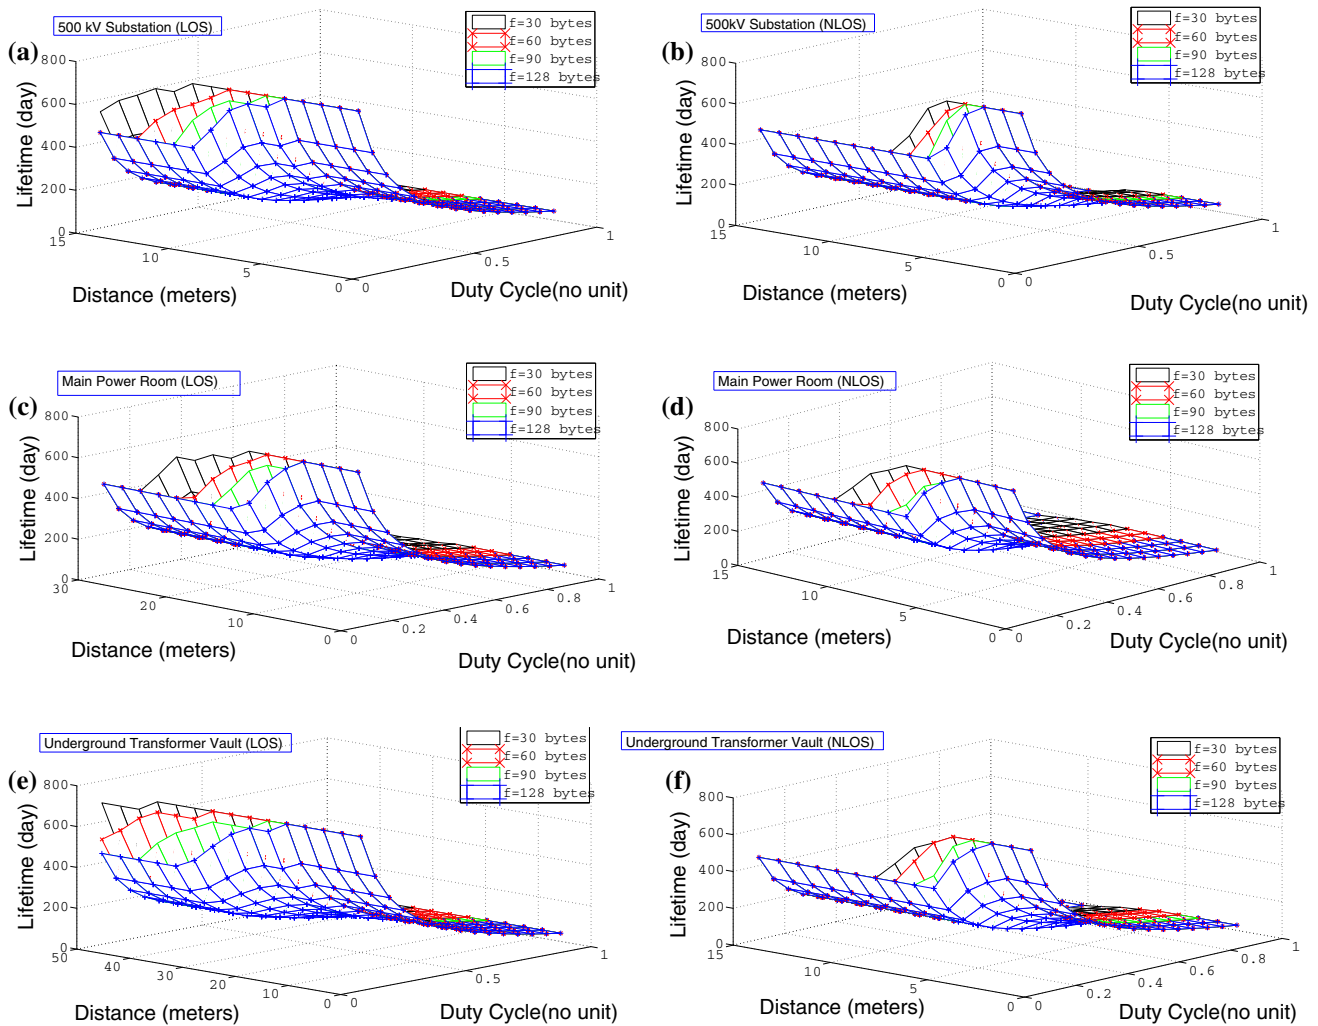 (a)
500 kV Substation (LOS)
f=30 bytes
f=60 bytes
f=90 bytes
f=128 bytes
Lifetime (day)
800
600
400
200
0
15
10
5
0
0
0.5
1
Distance (meters)
Duty Cycle(no unit)
(b)
500kV Substation (NLOS)
f=30 bytes
f=60 bytes
f=90 bytes
f=128 bytes
Lifetime (day)
800
600
400
200
0
15
10
5
0
0
0.5
1
Distance (meters)
Duty Cycle(no unit)
(c)
Main Power Room (LOS)
f=30 bytes
f=60 bytes
f=90 bytes
f=128 bytes
Lifetime (day)
800
600
400
200
0
30
20
10
0
0
0.2
0.4
0.6
0.8
1
Distance (meters)
Duty Cycle(no unit)
(d)
Main Power Room (NLOS)
f=30 bytes
f=60 bytes
f=90 bytes
f=128 bytes
Lifetime (day)
800
600
400
200
0
15
10
5
0
0
0.2
0.4
0.6
0.8
1
Distance (meters)
Duty Cycle(no unit)
(e)
Underground Transformer Vault (LOS)
f=30 bytes
f=60 bytes
f=90 bytes
f=128 bytes
Lifetime (day)
800
600
400
200
0
50
40
30
20
10
0
0
0.5
1
Distance (meters)
Duty Cycle(no unit)
(f)
Underground Transformer Vault (NLOS)
f=30 bytes
f=60 bytes
f=90 bytes
f=128 bytes
Lifetime (day)
800
600
400
200
0
15
10
5
0
0
0.2
0.4
0.6
0.8
1
Distance (meters)
Duty Cycle(no unit)